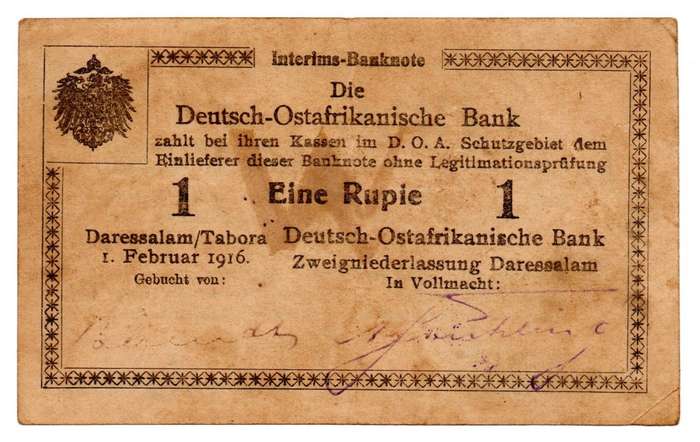 Interims-Banknote
Die
Deutsch-Ostafrikanische Bank
zahlt bei ihren Kassen im D. O. A. Schutzgebiet dem
Einlieferer dieser Banknote ohne Legitimationsprüfung
1 Eine Rupie 1
Daressalam/Tabora
1. Februar 1916.
Gebucht von:
Deutsch-Ostafrikanische Bank
Zweigniederlassung Daressalam
In Vollmacht: